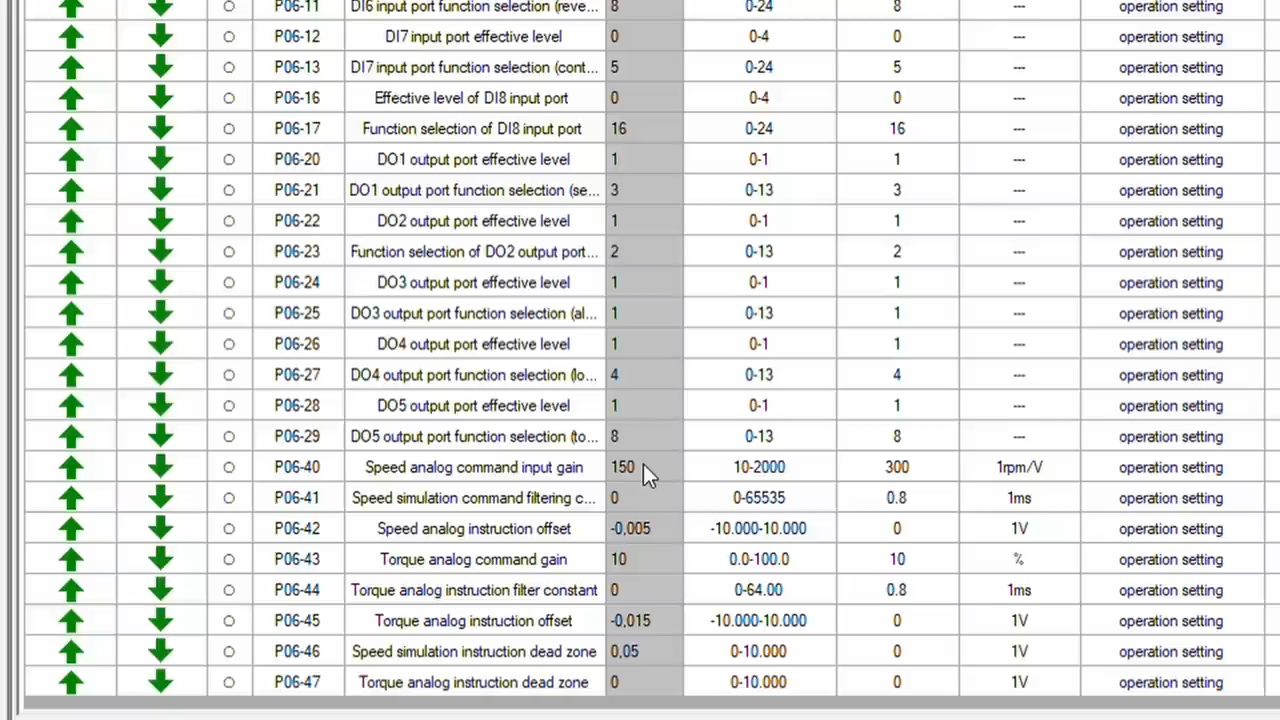 P06-11 DI6 input port function selection (reve... 8 0-24 8 --- operation setting
P06-12 DI7 input port effective level 0 0-4 0 --- operation setting
P06-13 DI7 input port function selection (cont... 5 0-24 5 --- operation setting
P06-16 Effective level of DI8 input port 0 0-4 0 --- operation setting
P06-17 Function selection of DI8 input port 16 0-24 16 --- operation setting
P06-20 DO1 output port effective level 1 0-1 1 --- operation setting
P06-21 DO1 output port function selection (se... 3 0-13 3 --- operation setting
P06-22 DO2 output port effective level 1 0-1 1 --- operation setting
P06-23 Function selection of DO2 output port... 2 0-13 2 --- operation setting
P06-24 DO3 output port effective level 1 0-1 1 --- operation setting
P06-25 DO3 output port function selection (al... 1 0-13 1 --- operation setting
P06-26 DO4 output port effective level 1 0-1 1 --- operation setting
P06-27 DO4 output port function selection (lo... 4 0-13 4 --- operation setting
P06-28 DO5 output port effective level 1 0-1 1 --- operation setting
P06-29 DO5 output port function selection (to... 8 0-13 8 --- operation setting
P06-40 Speed analog command input gain 150 10-2000 300 1rpm/V operation setting
P06-41 Speed simulation command filtering c... 0 0-65535 0.8 1ms operation setting
P06-42 Speed analog instruction offset -0,005 -10.000-10.000 0 1V operation setting
P06-43 Torque analog command gain 10 0.0-100.0 10 % operation setting
P06-44 Torque analog instruction filter constant 0 0-64.00 0.8 1ms operation setting
P06-45 Torque analog instruction offset -0,015 -10.000-10.000 0 1V operation setting
P06-46 Speed simulation instruction dead zone 0,05 0-10.000 0 1V operation setting
P06-47 Torque analog instruction dead zone 0 0-10.000 0 1V operation setting